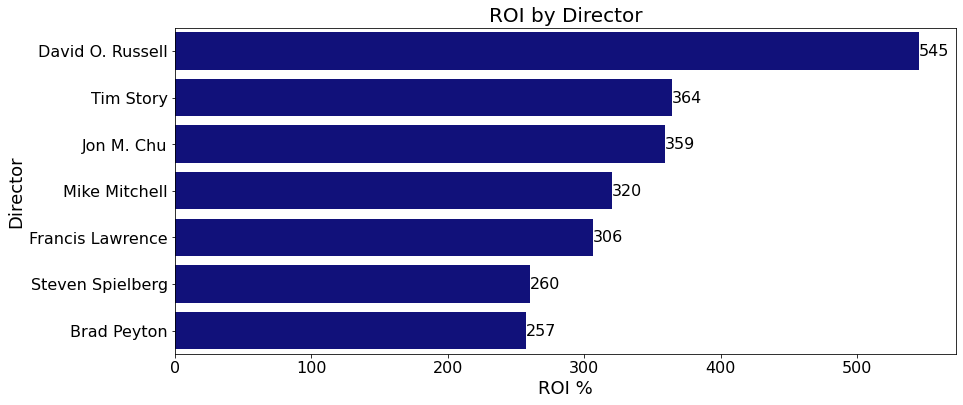 ROI by Director
Director
David O. Russell 545
Tim Story 364
Jon M. Chu 359
Mike Mitchell 320
Francis Lawrence 306
Steven Spielberg 260
Brad Peyton 257
0 100 200 300 400 500
ROI %